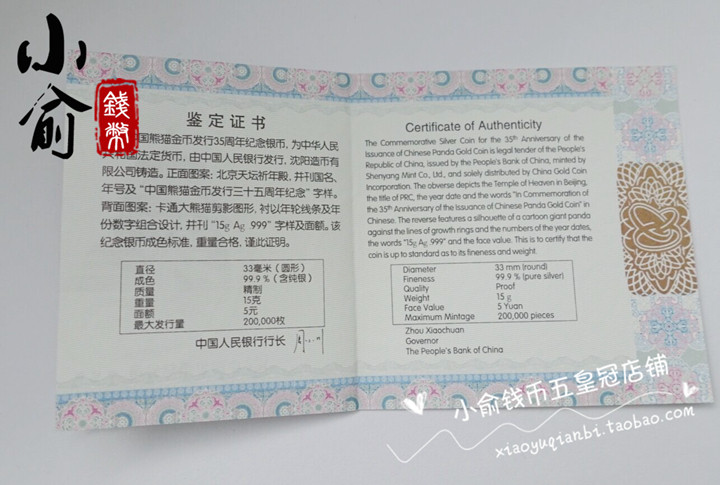 小俞
錢幣
鉴定证书
国熊猫金币发行35周年纪念银币,为中华人民
共和国法定货币,由中国人民银行发行,沈阳造币有
限公司铸造。正面图案:北京天坛祈年殿,并刊国名、
年号及“中国熊猫金币发行三十五周年纪念”字样。
背面图案:卡通大熊猫剪影图形,衬以年轮线条及年
份数字组合设计,并刊“15g Ag .999”字样及面额。该
纪念银币成色标准,重量合格,谨此证明。
直径 33毫米(圆形)
成色 99.9%(含纯银)
质量 精制
重量 15克
面额 5元
最大发行量 200,000枚
中国人民银行行长
Certificate of Authenticity
The Commemorative Silver Coin for the 35th Anniversary of the
Issuance of Chinese Panda Gold Coin is legal tender of the People's
Republic of China, issued by the People's Bank of China, minted by
Shenyang Mint Co., Ltd., and solely distributed by China Gold Coin
Incorporation. The obverse depicts the Temple of Heaven in Beijing,
the title of PRC, the year date and the words "In Commemoration of
the 35th Anniversary of the Issuance of Chinese Panda Gold Coin" in
Chinese. The reverse features a silhouette of a cartoon giant panda
against the lines of growth rings and the numbers of the year dates,
the words "15g Ag .999" and the face value. This is to certify that the
coin is up to standard as to its fineness and weight.
Diameter 33 mm (round)
Fineness 99.9 % (pure silver)
Quality Proof
Weight 15 g
Face Value 5 Yuan
Maximum Mintage 200,000 pieces
Zhou Xiaochuan
Governor
The People's Bank of China
小俞钱币五皇冠店铺
xiaoyuqianbi.taobao.com